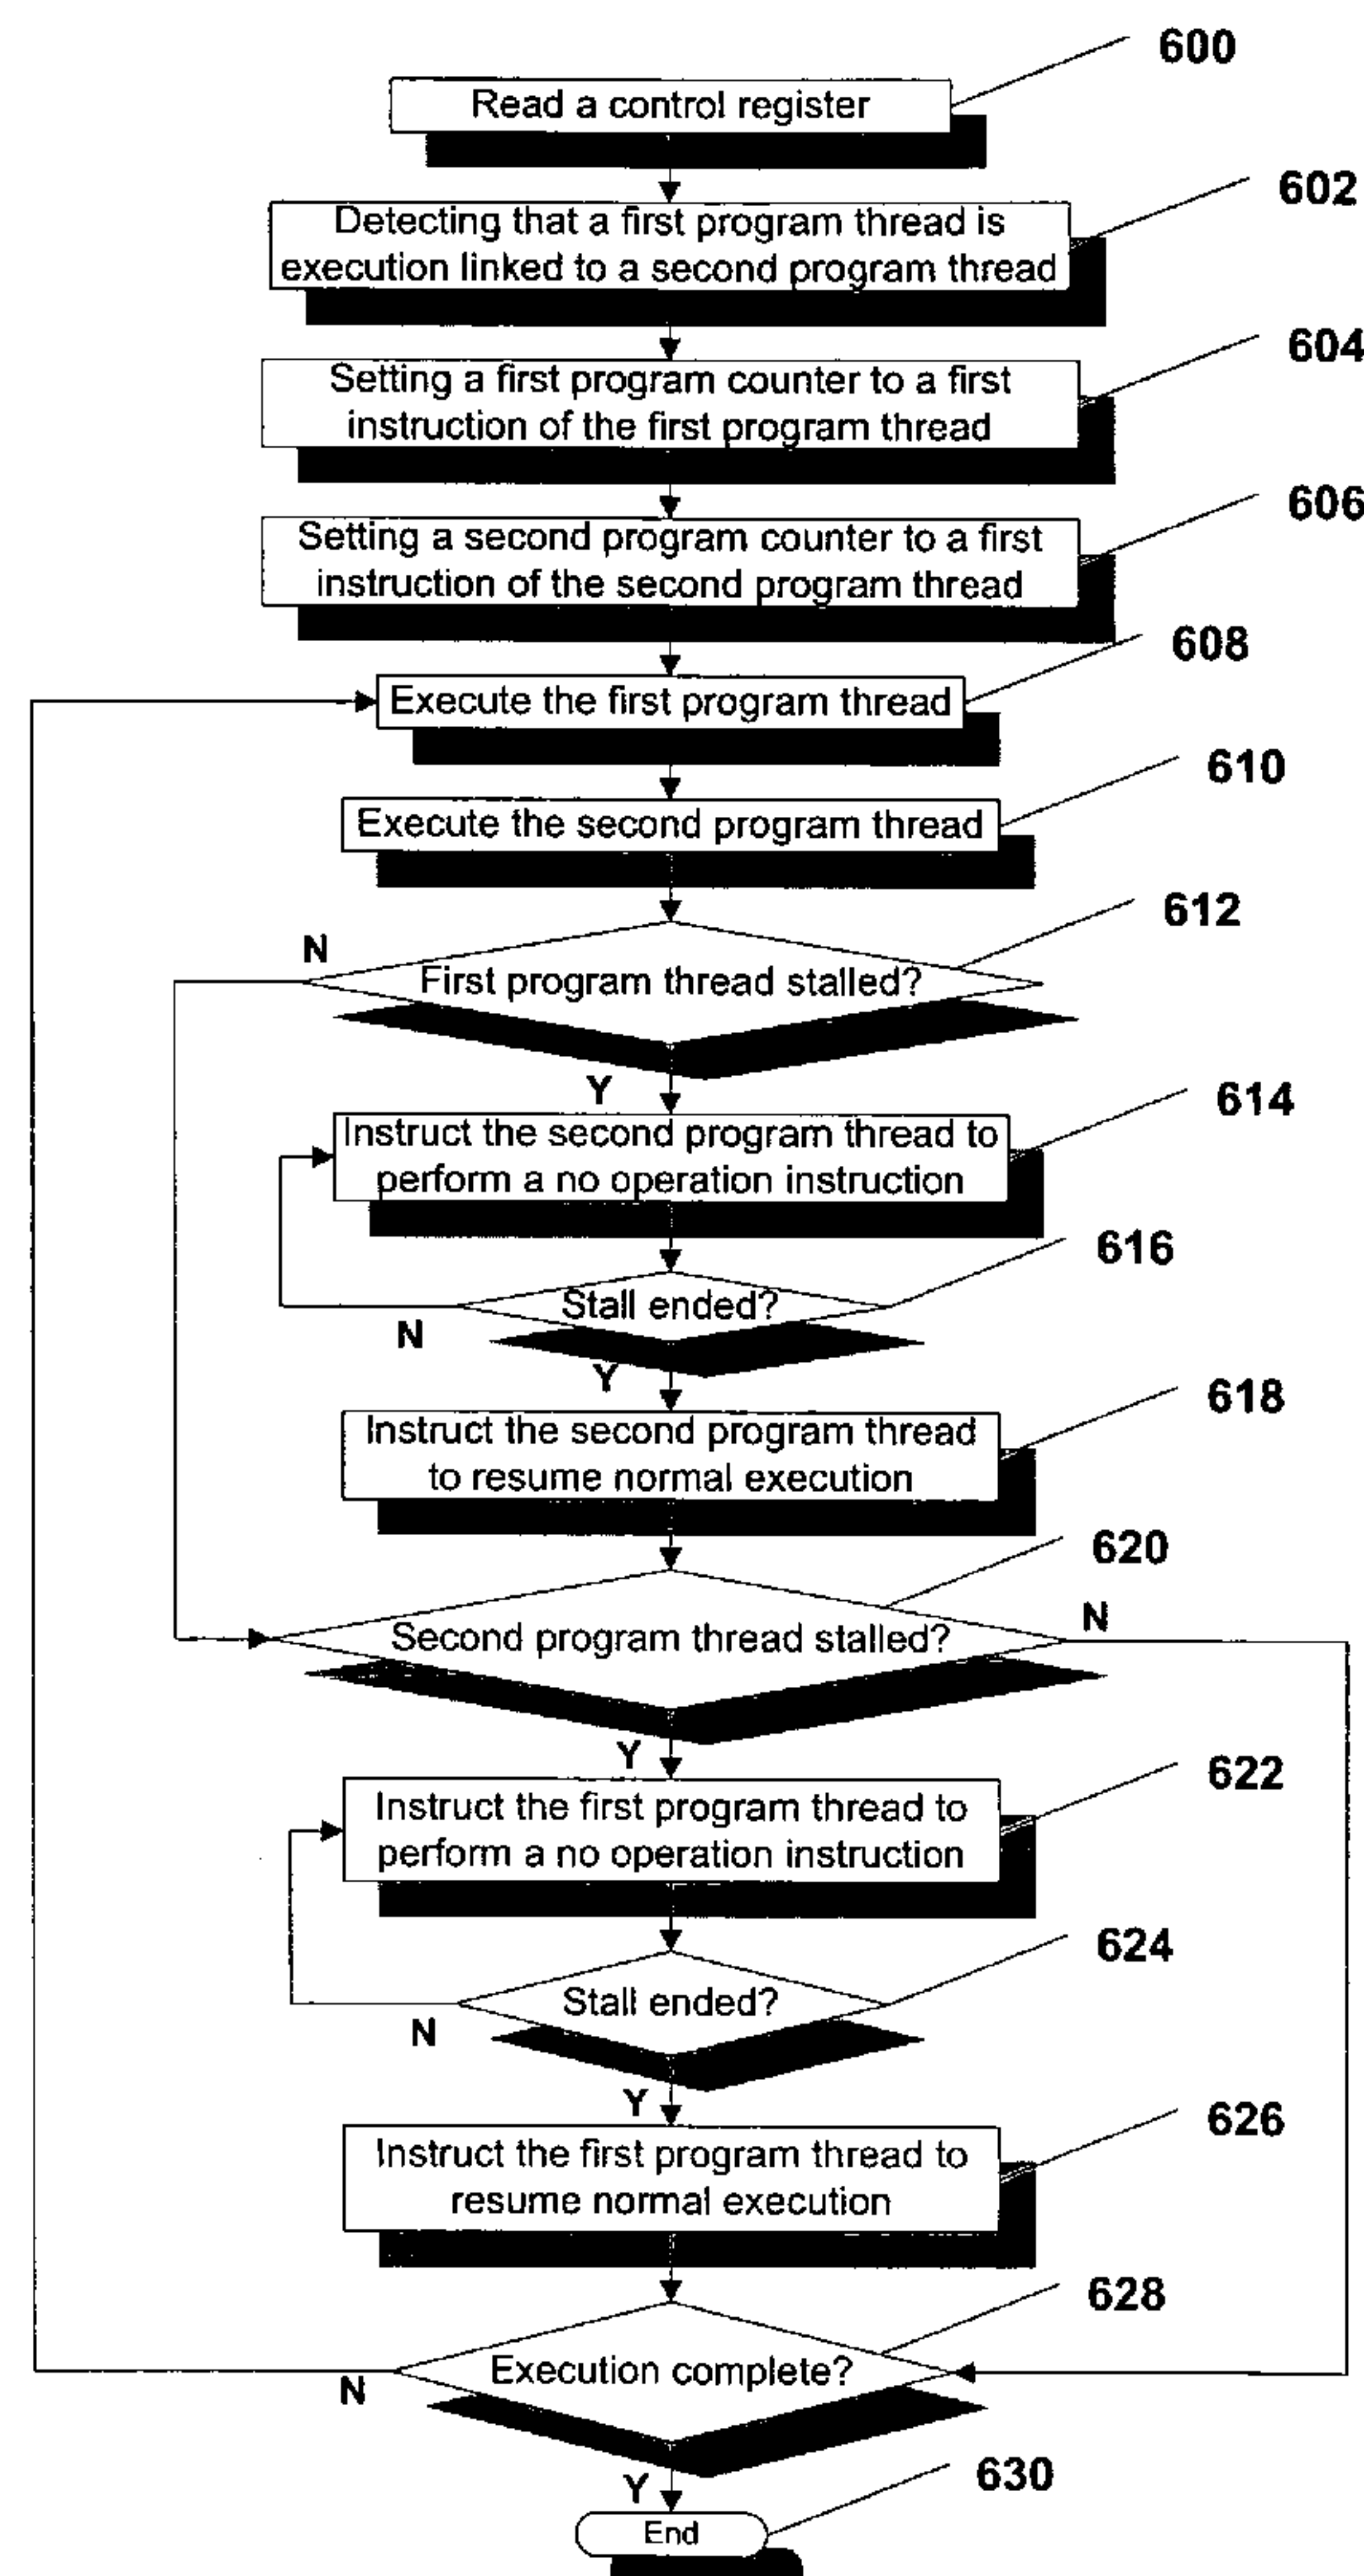 600
Read a control register
602
Detecting that a first program thread is
execution linked to a second program thread
604
Setting a first program counter to a first
instruction of the first program thread
606
Setting a second program counter to a first
instruction of the second program thread
608
Execute the first program thread
610
Execute the second program thread
612
N
First program thread stalled?
Y
614
Instruct the second program thread to
perform a no operation instruction
616
Stall ended?
N
Y
618
Instruct the second program thread
to resume normal execution
620
N
Second program thread stalled?
Y
622
Instruct the first program thread to
perform a no operation instruction
624
Stall ended?
N
Y
626
Instruct the first program thread to
resume normal execution
628
Execution complete?
N
Y
630
End